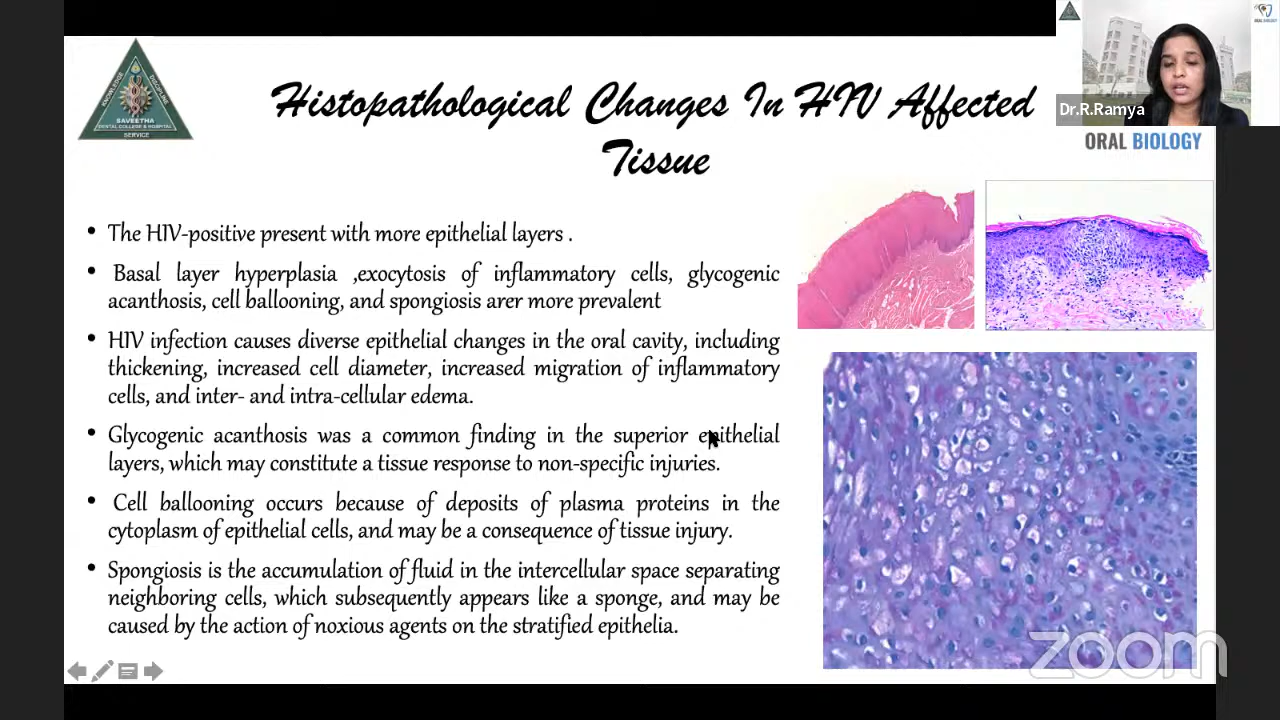 KNOWLEDGE
DISCIPLINE
SAVEETHA
DENTAL COLLEGE & HOSPITAL
SERVICE
Histopathological Changes In HIV Affected
Tissue
Dr.R.Ramya
ORAL BIOLOGY
• The HIV-positive present with more epithelial layers .
• Basal layer hyperplasia ,exocytosis of inflammatory cells, glycogenic
acanthosis, cell ballooning, and spongiosis arer more prevalent
• HIV infection causes diverse epithelial changes in the oral cavity, including
thickening, increased cell diameter, increased migration of inflammatory
cells, and inter- and intra-cellular edema.
• Glycogenic acanthosis was a common finding in the superior epithelial
layers, which may constitute a tissue response to non-specific injuries.
• Cell ballooning occurs because of deposits of plasma proteins in the
cytoplasm of epithelial cells, and may be a consequence of tissue injury.
• Spongiosis is the accumulation of fluid in the intercellular space separating
neighboring cells, which subsequently appears like a sponge, and may be
caused by the action of noxious agents on the stratified epithelia.
zoom